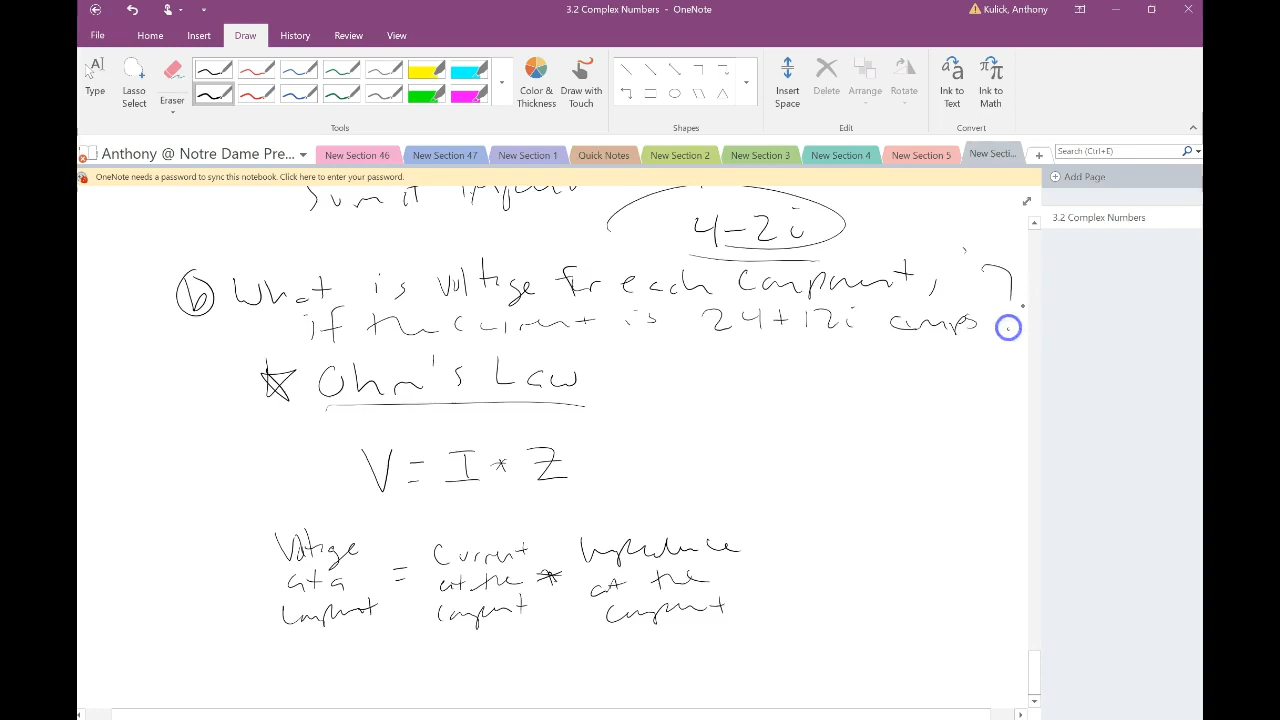 3.2 Complex Numbers - OneNote
Kulick, Anthony
File Home Insert Draw History Review View
Type
Lasso Select
Eraser
Color & Thickness
Draw with Touch
Insert Space
Delete
Arrange
Rotate
Ink to Text
Ink to Math
Tools
Shapes
Edit
Convert
Anthony @ Notre Dame Pre...
New Section 46
New Section 47
New Section 1
Quick Notes
New Section 2
New Section 3
New Section 4
New Section 5
New Secti...
Search (Ctrl+E)
OneNote needs a password to sync this notebook. Click here to enter your password.
Add Page
3.2 Complex Numbers
Sum of
4-2i
b What is voltage for each component,
if the current is 24+12i amps ?
Ohm's Law
V = I * Z
Voltage at a component = Current at the component * Impedance at the component